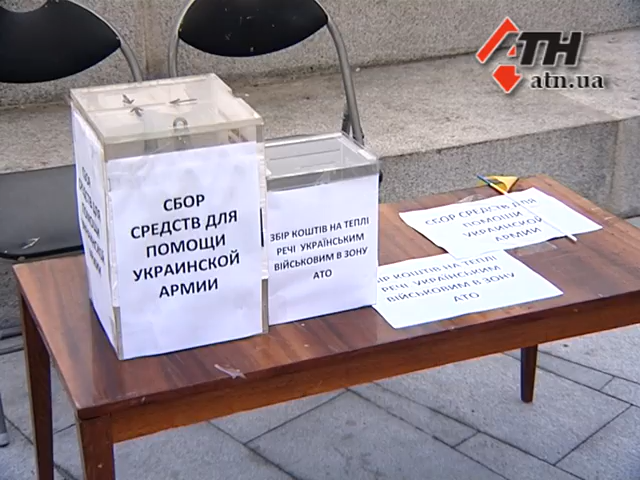 АТН
atn.ua
СБОР
СРЕДСТВ ДЛЯ
ПОМОЩИ
УКРАИНСКОЙ
АРМИИ
ЗБІР КОШТІВ НА ТЕПЛІ
РЕЧІ УКРАЇНСЬКИМ
ВІЙСЬКОВИМ В ЗОНУ
АТО
СБОР СРЕДСТВ ДЛЯ
ПОМОЩИ
УКРАИНСКОЙ
АРМИИ
ЗБІР КОШТІВ НА ТЕПЛІ
РЕЧІ УКРАЇНСЬКИМ
ВІЙСЬКОВИМ В ЗОНУ
АТО